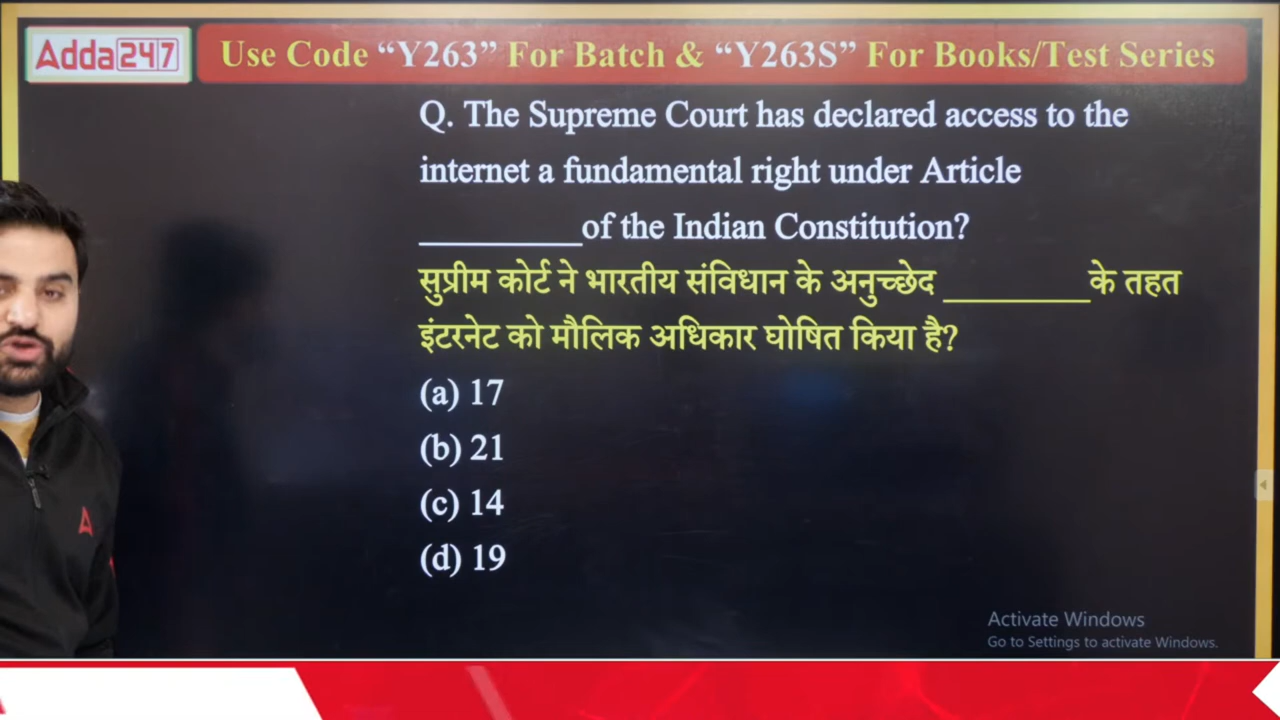 Adda247
Use Code “Y263” For Batch & “Y263S” For Books/Test Series
Q. The Supreme Court has declared access to the
internet a fundamental right under Article
_________of the Indian Constitution?
सुप्रीम कोर्ट ने भारतीय संविधान के अनुच्छेद _________के तहत
इंटरनेट को मौलिक अधिकार घोषित किया है?
(a) 17
(b) 21
(c) 14
(d) 19
Activate Windows
Go to Settings to activate Windows.